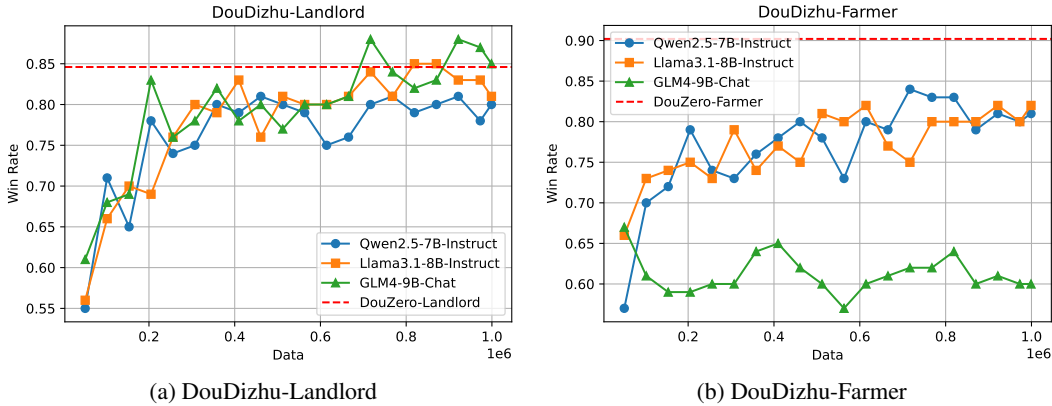 DouDizhu-Landlord
Win Rate
0.85
0.80
0.75
0.70
0.65
0.60
0.55
Qwen2.5-7B-Instruct
Llama3.1-8B-Instruct
GLM4-9B-Chat
DouZero-Landlord
0.2
0.4
0.6
0.8
1.0
1e6
Data
(a) DouDizhu-Landlord
DouDizhu-Farmer
Win Rate
0.90
0.85
0.80
0.75
0.70
0.65
0.60
Qwen2.5-7B-Instruct
Llama3.1-8B-Instruct
GLM4-9B-Chat
DouZero-Farmer
0.2
0.4
0.6
0.8
1.0
1e6
Data
(b) DouDizhu-Farmer